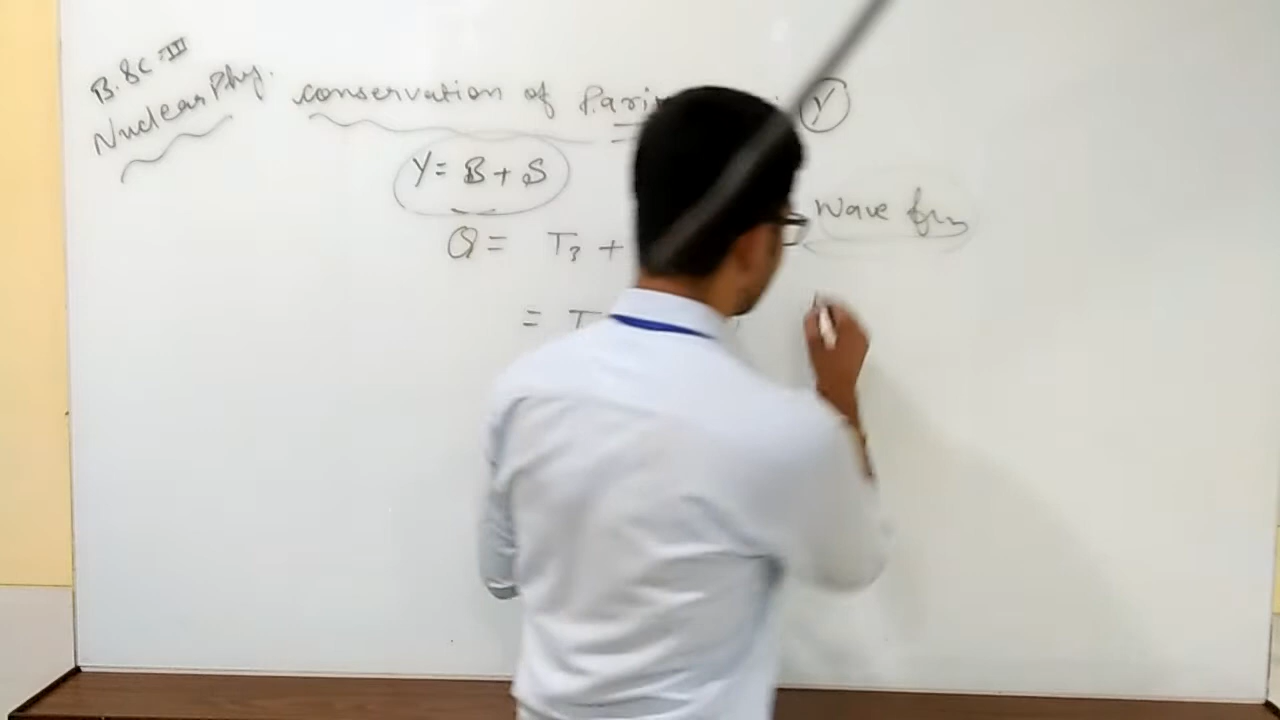 B.SC-III
Nuclear Phy.
conservation of
Y
Y = B + S
Wave fn
Q = T3 +
= T